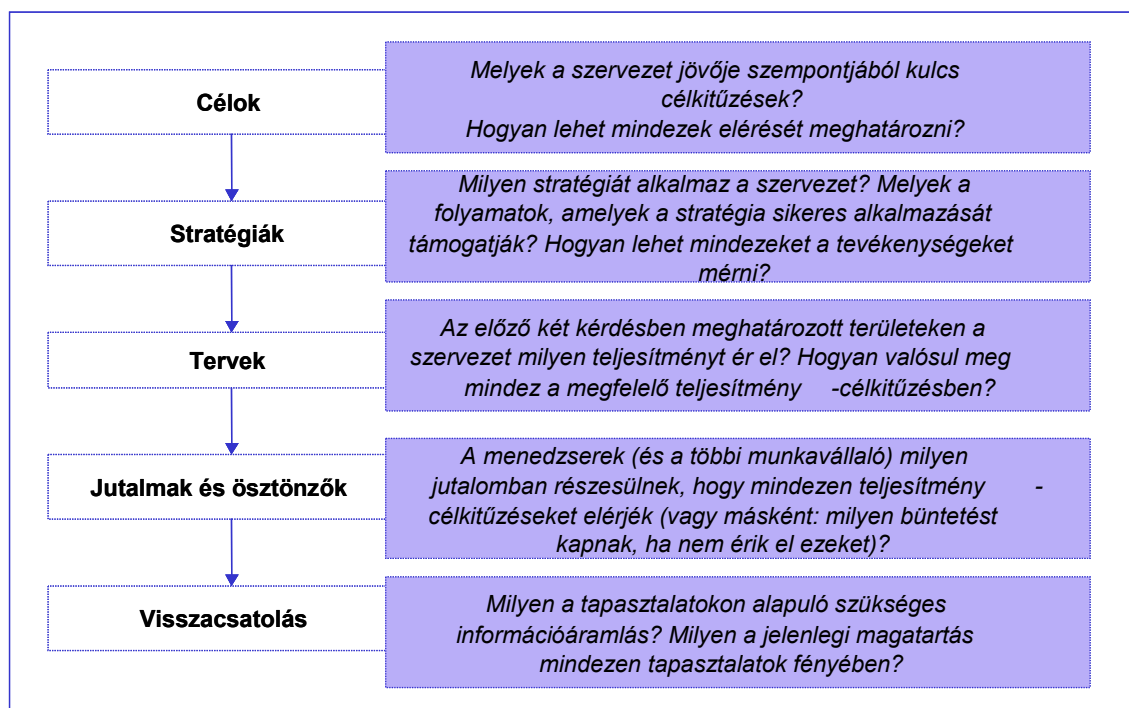 Célok
Melyek a szervezet jövője szempontjából kulcs
célkitűzések?
Hogyan lehet mindezek elérését meghatározni?
Stratégiák
Milyen stratégiát alkalmaz a szervezet? Melyek a
folyamatok, amelyek a stratégia sikeres alkalmazását
támogatják? Hogyan lehet mindezeket a tevékenységeket
mérni?
Tervek
Az előző két kérdésben meghatározott területeken a
szervezet milyen teljesítményt ér el? Hogyan valósul meg
mindez a megfelelő teljesítmény -célkitűzésben?
Jutalmak és ösztönzők
A menedzserek (és a többi munkavállaló) milyen
jutalomban részesülnek, hogy mindezen teljesítmény -
célkitűzéseket elérjék (vagy másként: milyen büntetést
kapnak, ha nem érik el ezeket)?
Visszacsatolás
Milyen a tapasztalatokon alapuló szükséges
információáramlás? Milyen a jelenlegi magatartás
mindezen tapasztalatok fényében?